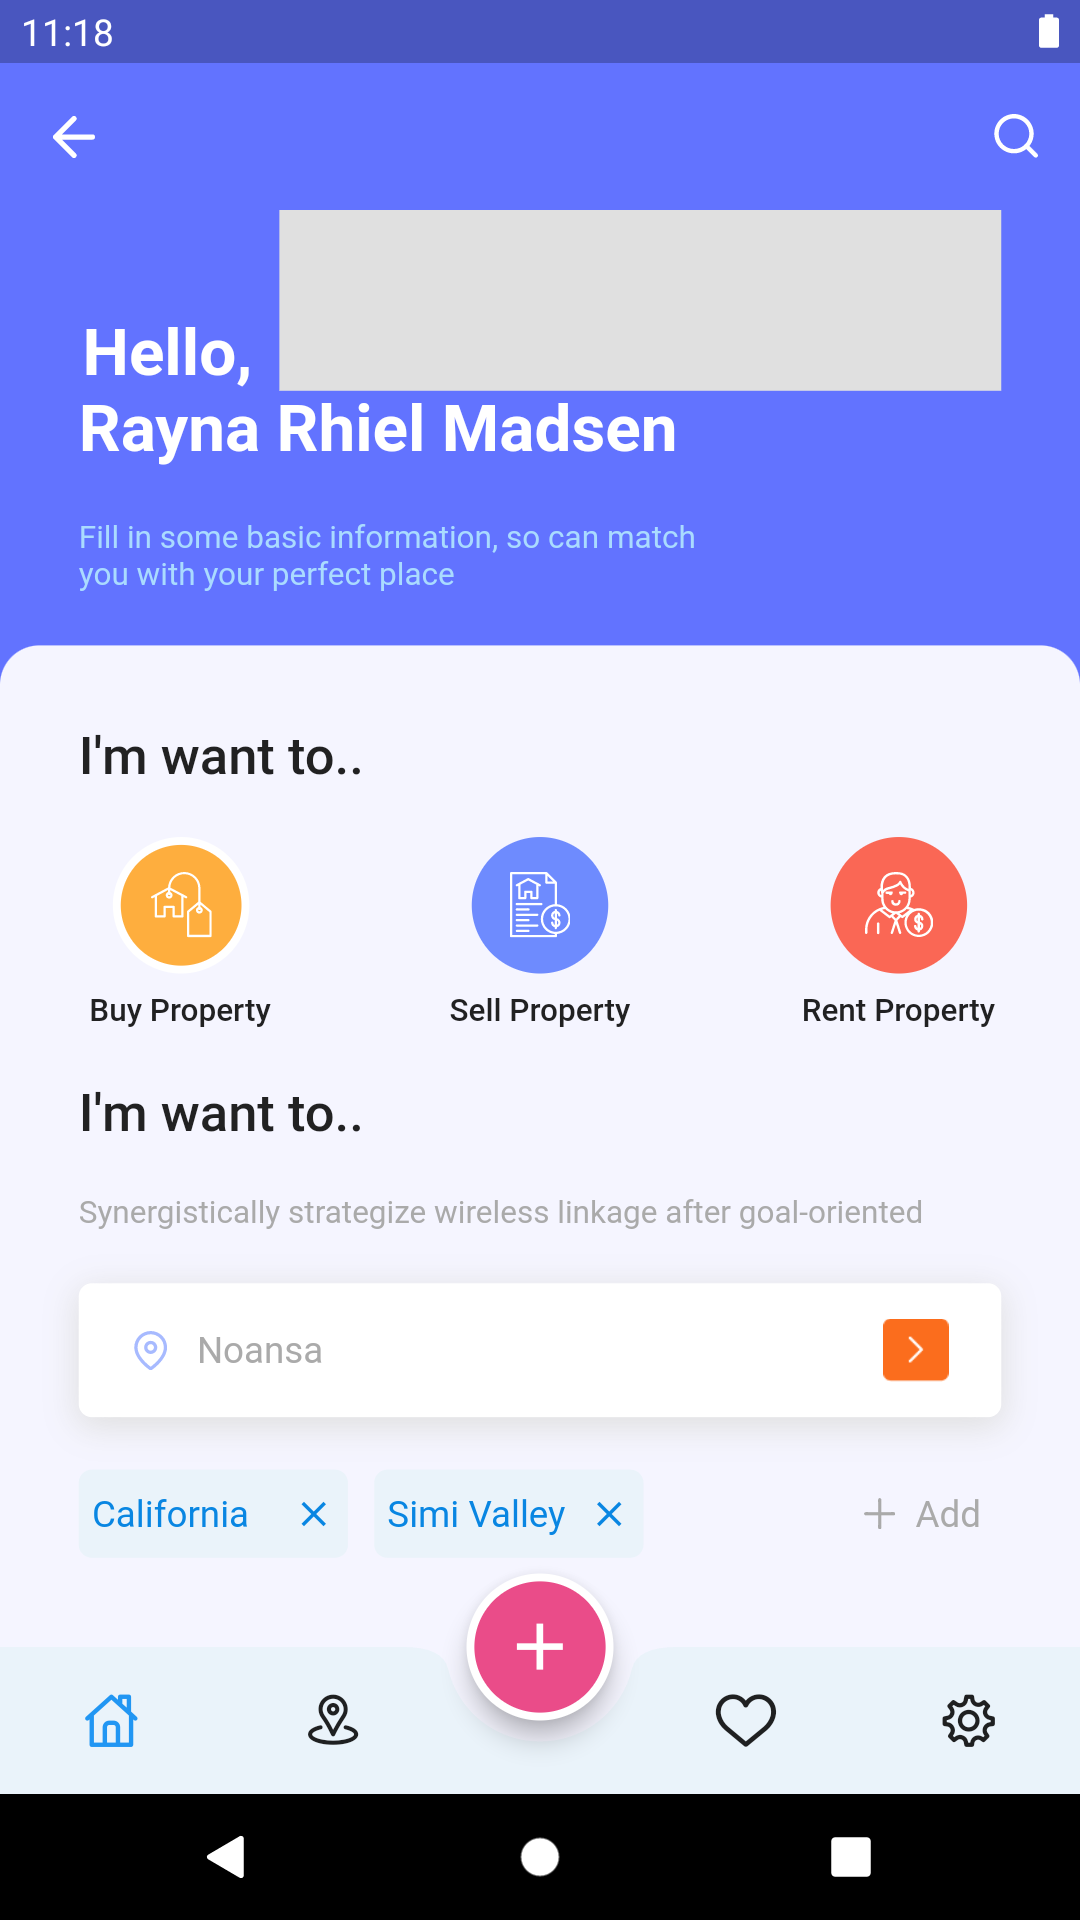 11:18
Hello,
Rayna Rhiel Madsen
Fill in some basic information, so can match
you with your perfect place
I'm want to..
Buy Property
Sell Property
Rent Property
I'm want to..
Synergistically strategize wireless linkage after goal-oriented
Noansa
California
Simi Valley
Add